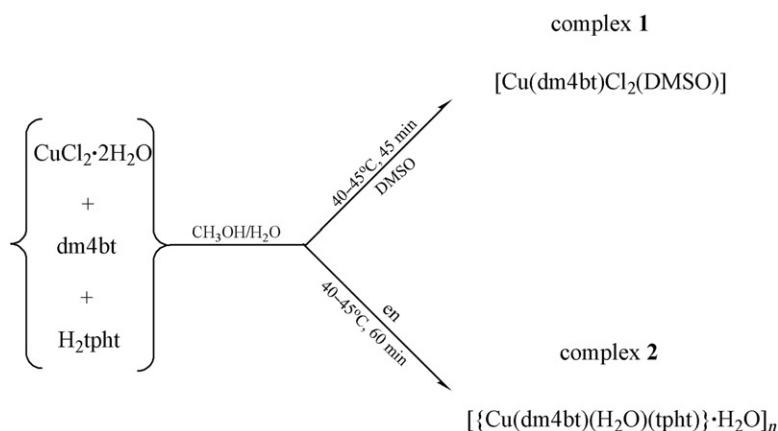 complex 1
[Cu(dm4bt)Cl₂(DMSO)]
CuCl₂·2H₂O
+
dm4bt
+
H₂tpht
CH₃OH/H₂O
40–45ºC, 45 min
DMSO
en
40–45ºC, 60 min
complex 2
[{Cu(dm4bt)(H₂O)(tpht)}·H₂O]ₙ